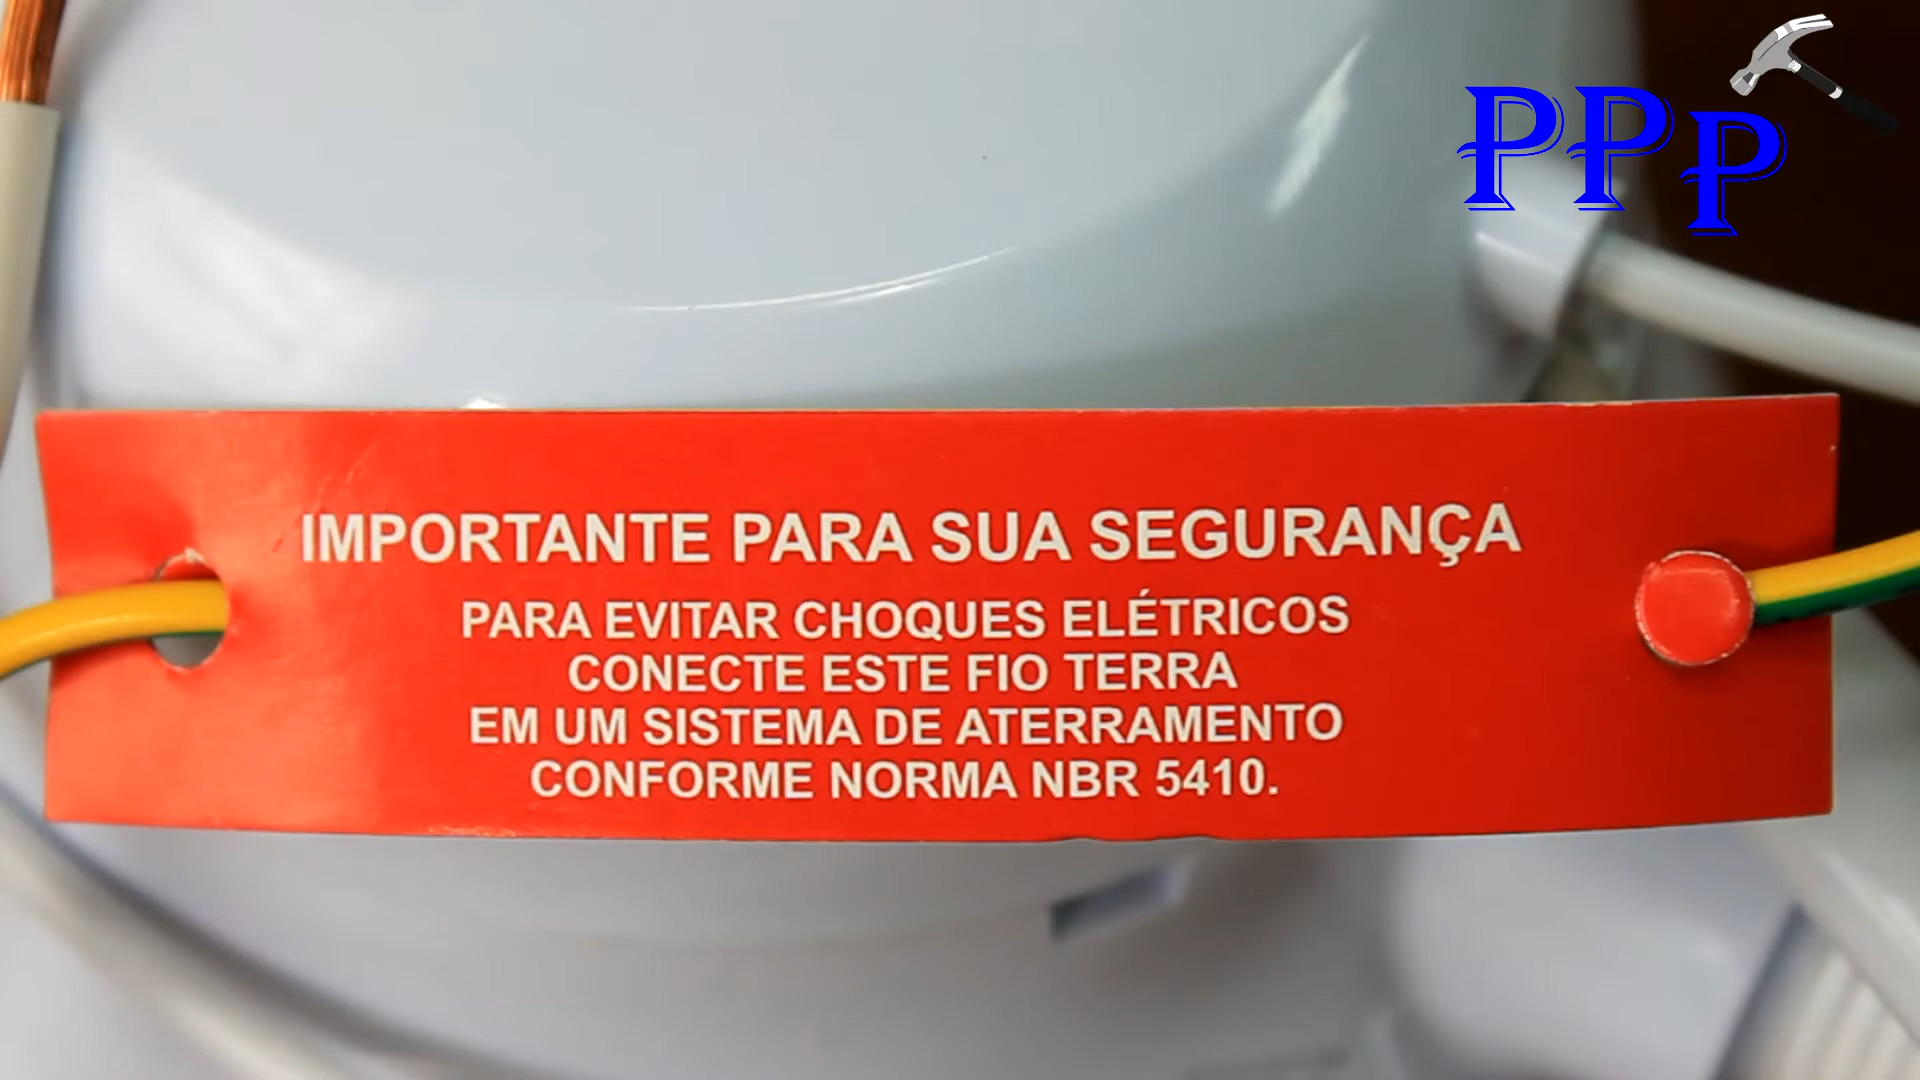 PPP
IMPORTANTE PARA SUA SEGURANÇA
PARA EVITAR CHOQUES ELÉTRICOS
CONECTE ESTE FIO TERRA
EM UM SISTEMA DE ATERRAMENTO
CONFORME NORMA NBR 5410.